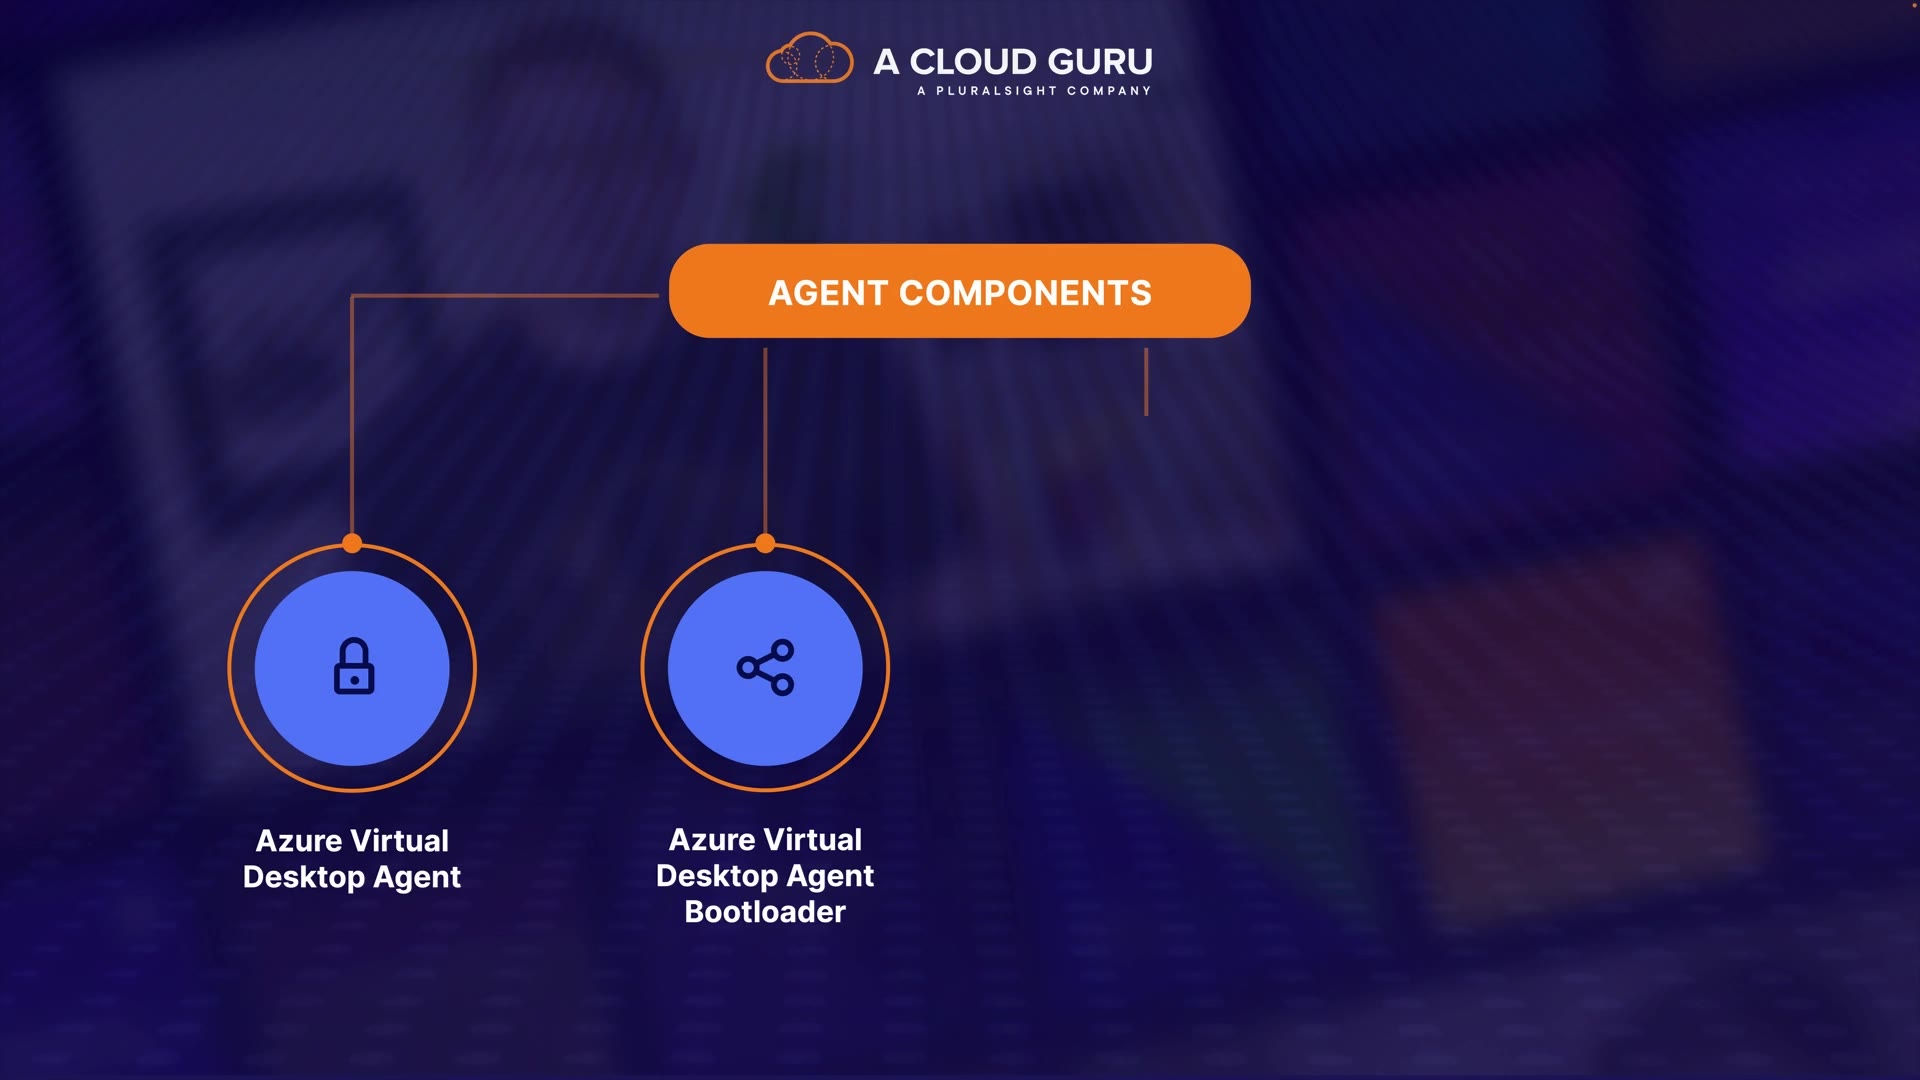 A CLOUD GURU
A PLURALSIGHT COMPANY
AGENT COMPONENTS
Azure Virtual
Desktop Agent
Azure Virtual
Desktop Agent
Bootloader